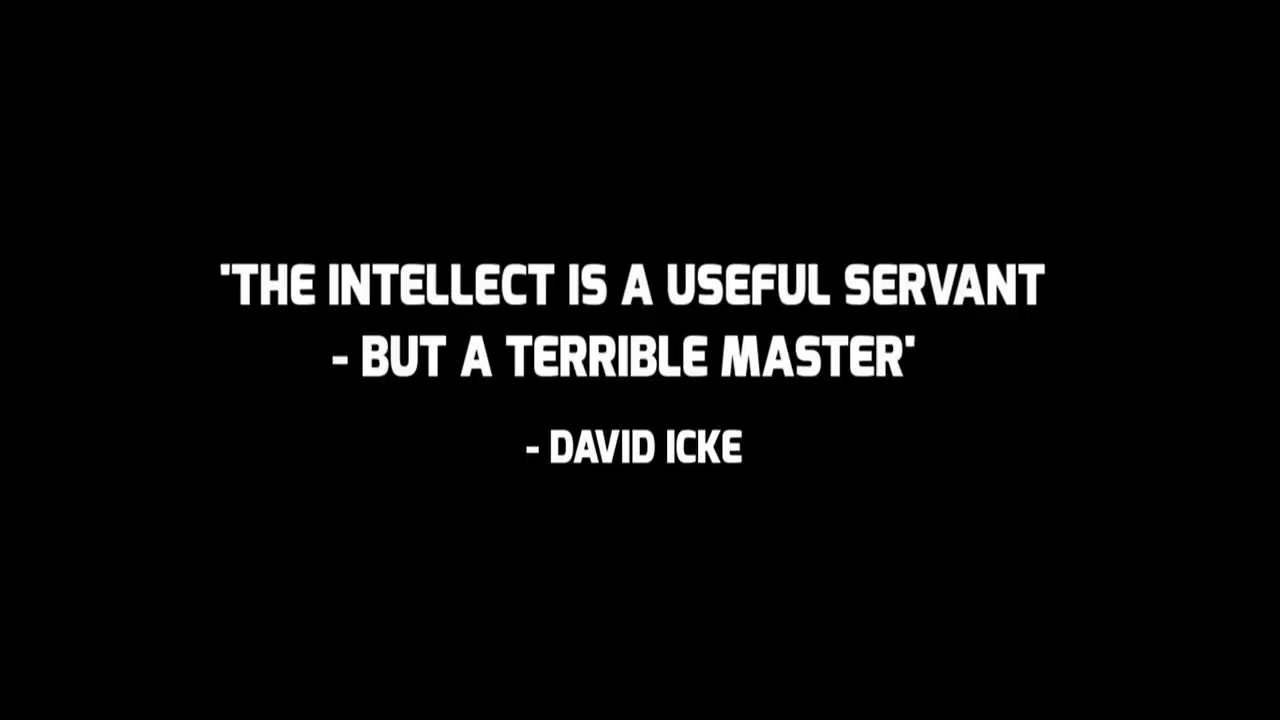 'THE INTELLECT IS A USEFUL SERVANT
- BUT A TERRIBLE MASTER'
- DAVID ICKE